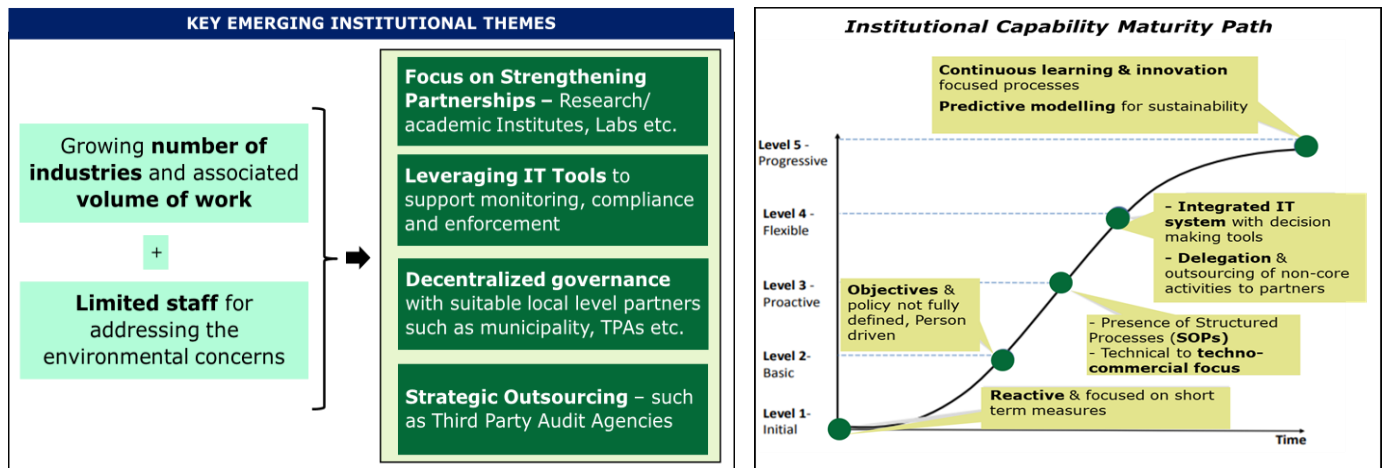 KEY EMERGING INSTITUTIONAL THEMES
Growing number of
industries and associated
volume of work
+
Limited staff for
addressing the
environmental concerns
Focus on Strengthening
Partnerships – Research/
academic Institutes, Labs etc.
Leveraging IT Tools to
support monitoring, compliance
and enforcement
Decentralized governance
with suitable local level partners
such as municipality, TPAs etc.
Strategic Outsourcing – such
as Third Party Audit Agencies
Institutional Capability Maturity Path
Continuous learning & innovation
focused processes
Predictive modelling for sustainability
Level 5 -
Progressive
Level 4 -
Flexible
- Integrated IT
system with decision
making tools
- Delegation &
outsourcing of non-core
activities to partners
Level 3 -
Proactive
Objectives &
policy not fully
defined, Person
driven
- Presence of Structured
Processes (SOPs)
- Technical to techno-
commercial focus
Level 2 -
Basic
Reactive & focused on short
term measures
Level 1-
Initial
Time